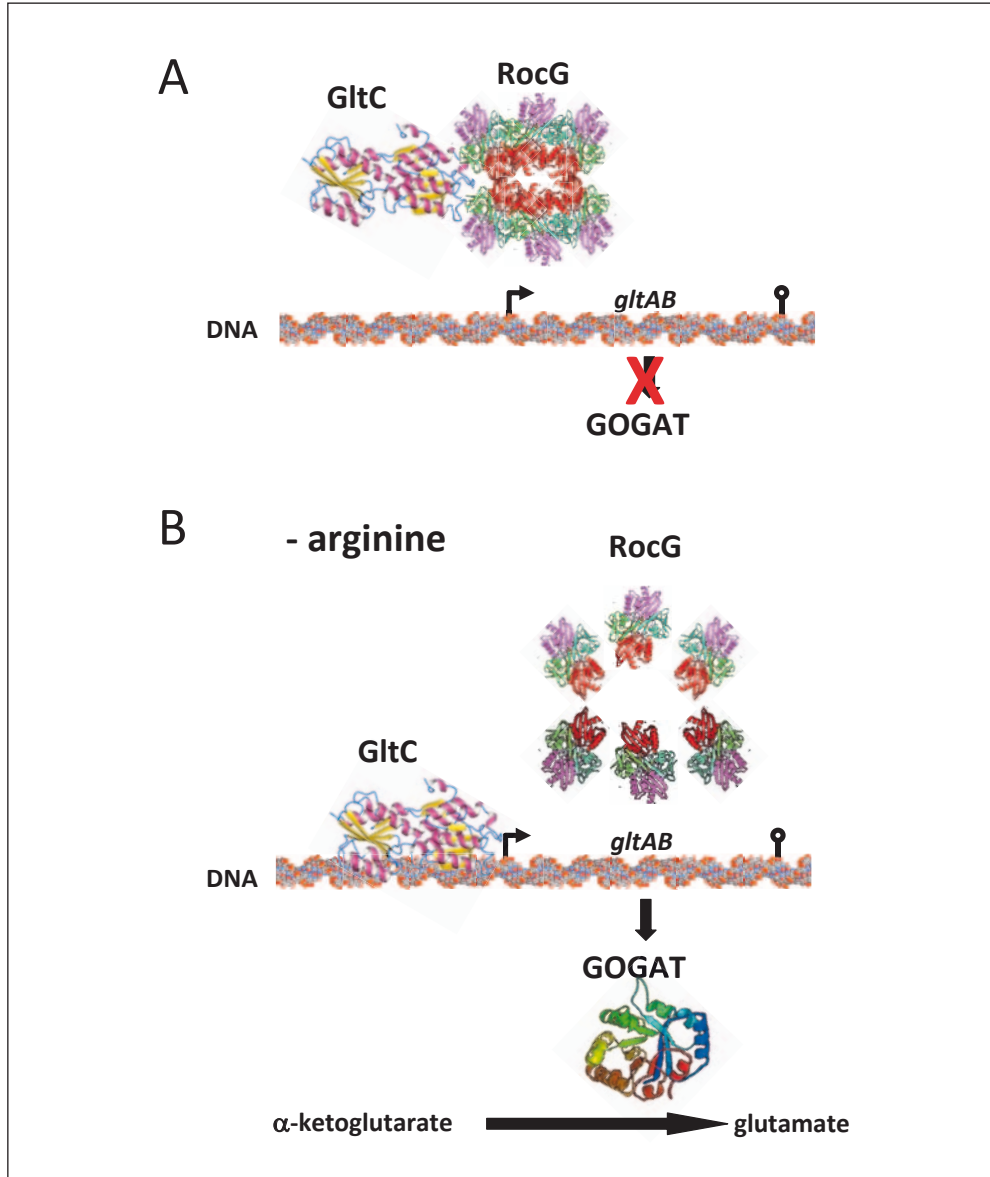 A
RocG
GltC
gltAB
DNA
X
GOGAT
B
- arginine
RocG
GltC
gltAB
DNA
GOGAT
α-ketoglutarate
glutamate